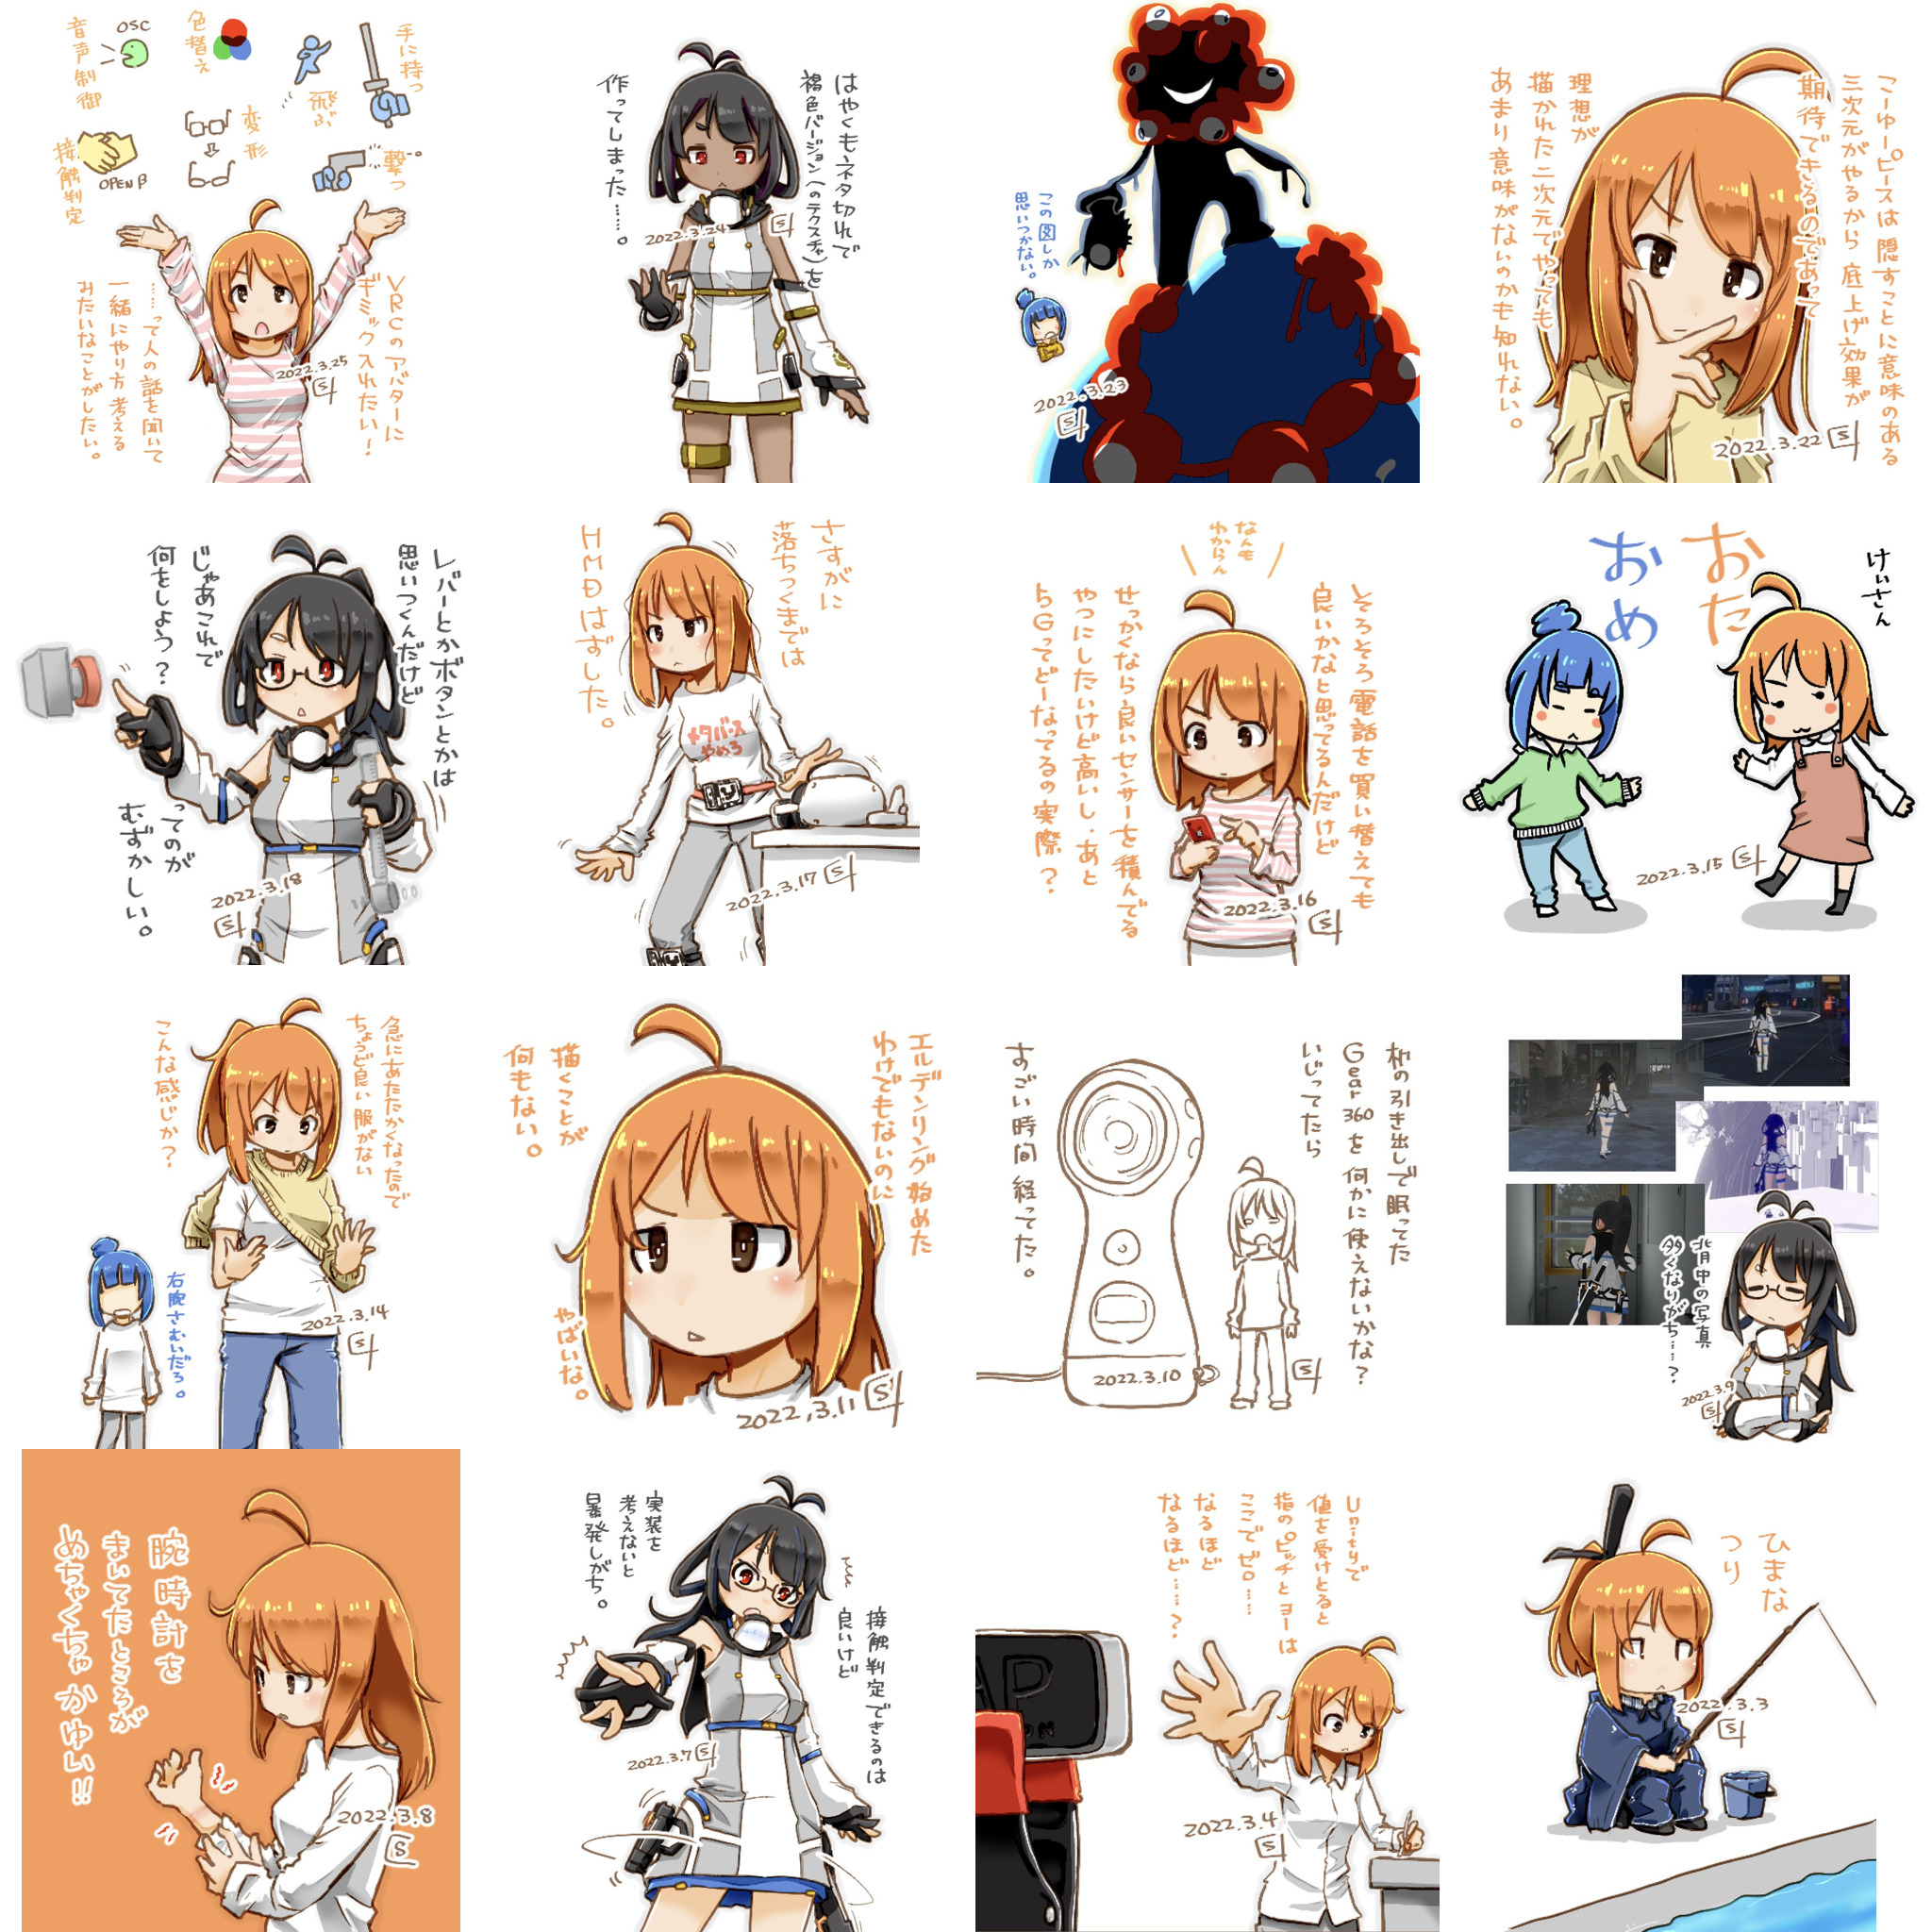 音声制御
OSC
色替え
飛ぶ
手に持つ
接触判定
OPENβ
変形
撃つ
VRCのアバターに
ギミック入れたい！
……って人の話を聞いて
一緒にやり方考える
みたいなことがしたい。
2022.3.25
はやくもネタ切れで
褐色バージョン(のテクスチャ)を
作ってしまった……。
2022.3.24
この図しか
思いつかない。
2022.3.23
こーゆーピースは隠すことに意味のある
三次元がやるから底上げ効果が
期待できるのであって
理想が
描かれた二次元でやっても
あまり意味がないのかも知れない。
2022.3.22
レバーとかボタンとかは
思いつくんだけど
じゃあこれで
何をしよう？
ってのが
むずかしい。
2022.3.18
さすがに
落ちつくまでは
HMDはずした。
メタバース
やめろ
2022.3.17
なんも
わからん
そろそろ電話を買い替えても
良いかなと思ってるんだけど
せっかくなら良いセンサーを積んでる
やつにしたいけど高いし、あと
5Gってどーなってるの実際？
2022.3.16
けいさん
おた
おめ
2022.3.15
急にあたたかくなったので
ちょうど良い服がない
こんな感じか？
右腕さむいだろ。
2022.3.14
エルデンリング始めた
わけでもないのに
描くことが
何もない。
やばいな。
2022.3.11
机の引き出しで眠ってた
Gear360を何かに使えないかな？
いじってたら
すごい時間経ってた。
2022.3.10
背中の写真
多くなりがち……？
2022.3.9
腕時計を
まいてたところが
めちゃくちゃかゆい!!
2022.3.8
接触判定できるのは
良いけど
実装を
考えないと
暴発しがち。
2022.3.7
Unityで
値を受けとると
指のピッチとヨーは
ここでゼロ……
なるほど
なるほど……？
2022.3.4
ひまな
つり
2022.3.3